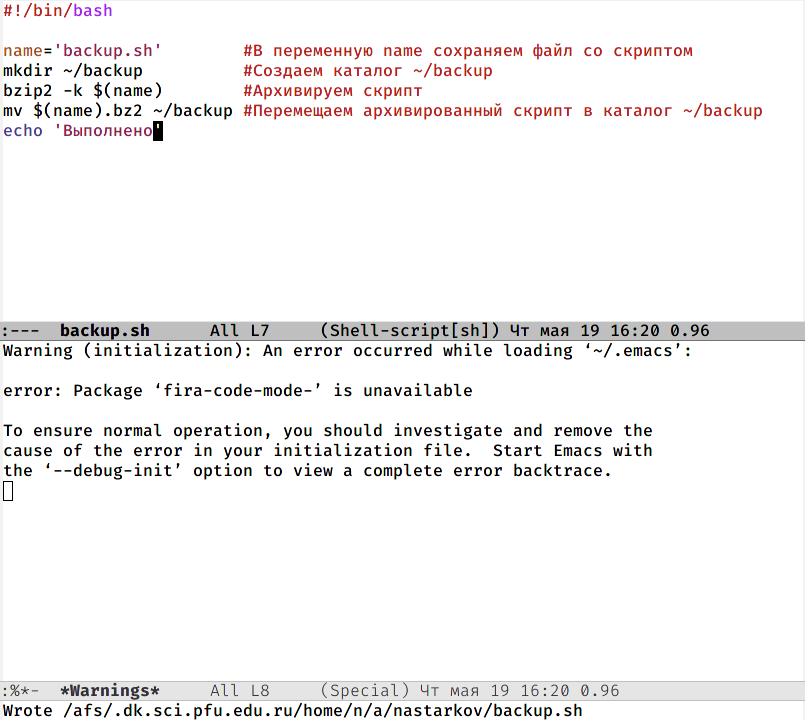 #!/bin/bash
name='backup.sh' #В переменную name сохраняем файл со скриптом
mkdir ~/backup #Создаем каталог ~/backup
bzip2 -k $(name) #Архивируем скрипт
mv $(name).bz2 ~/backup #Перемещаем архивированный скрипт в каталог ~/backup
echo 'Выполнено'
:--- backup.sh All L7 (Shell-script[sh]) Чт мая 19 16:20 0.96
Warning (initialization): An error occurred while loading ‘~/.emacs’:
error: Package ‘fira-code-mode-’ is unavailable
To ensure normal operation, you should investigate and remove the
cause of the error in your initialization file. Start Emacs with
the ‘--debug-init’ option to view a complete error backtrace.
:%*- *Warnings* All L8 (Special) Чт мая 19 16:20 0.96
Wrote /afs/.dk.sci.pfu.edu.ru/home/n/a/nastarkov/backup.sh